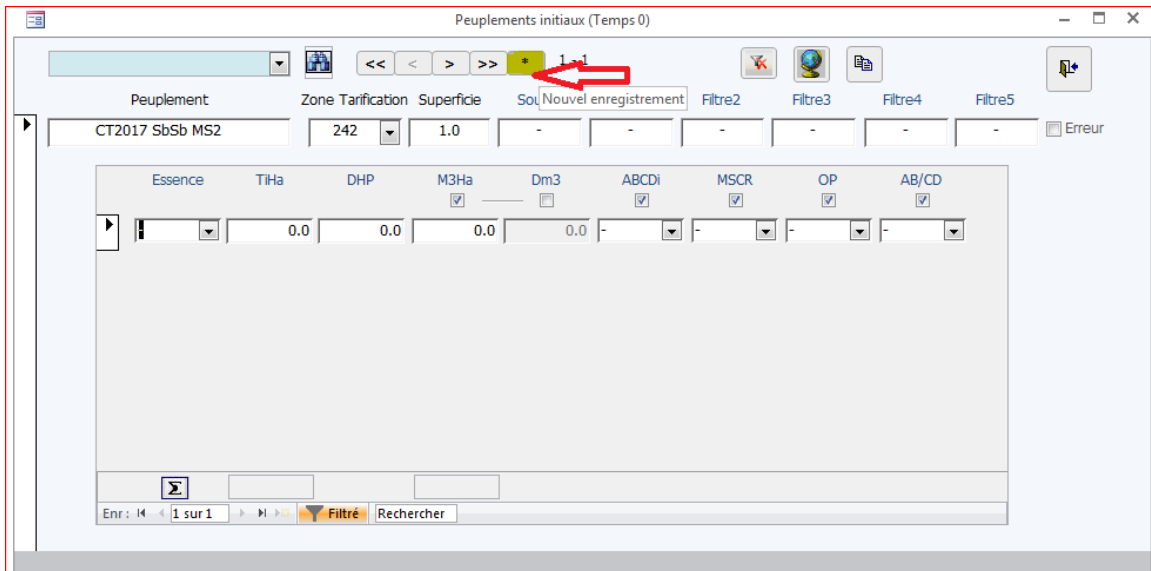 Peuplements initiaux (Temps 0)
<< < > >> * 1 - 1
Peuplement Zone Tarification Superficie Nouvel enregistrement Filtre2 Filtre3 Filtre4 Filtre5
CT2017 SbSb MS2 242 1.0 - - - - - - Erreur
Essence TiHa DHP M3Ha Dm3 ABCDi MSCR OP AB/CD
- 0.0 0.0 0.0 0.0 - - - -
Σ
Enr : 1 sur 1 Filtré Rechercher